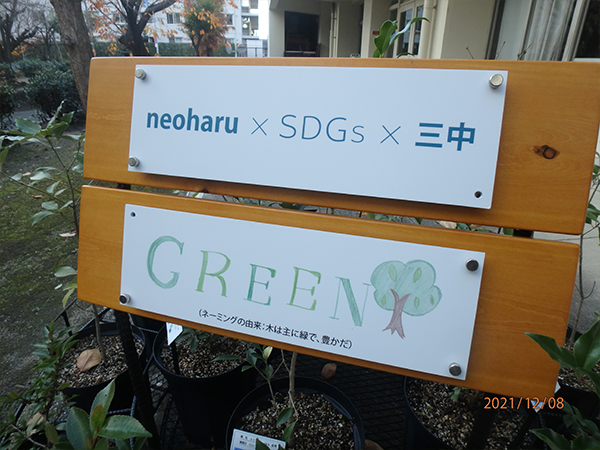 neoharu × SDGs × 三中
GREEN
(ネーミングの由来:木は主に緑で、豊かだ)
2021/12/08